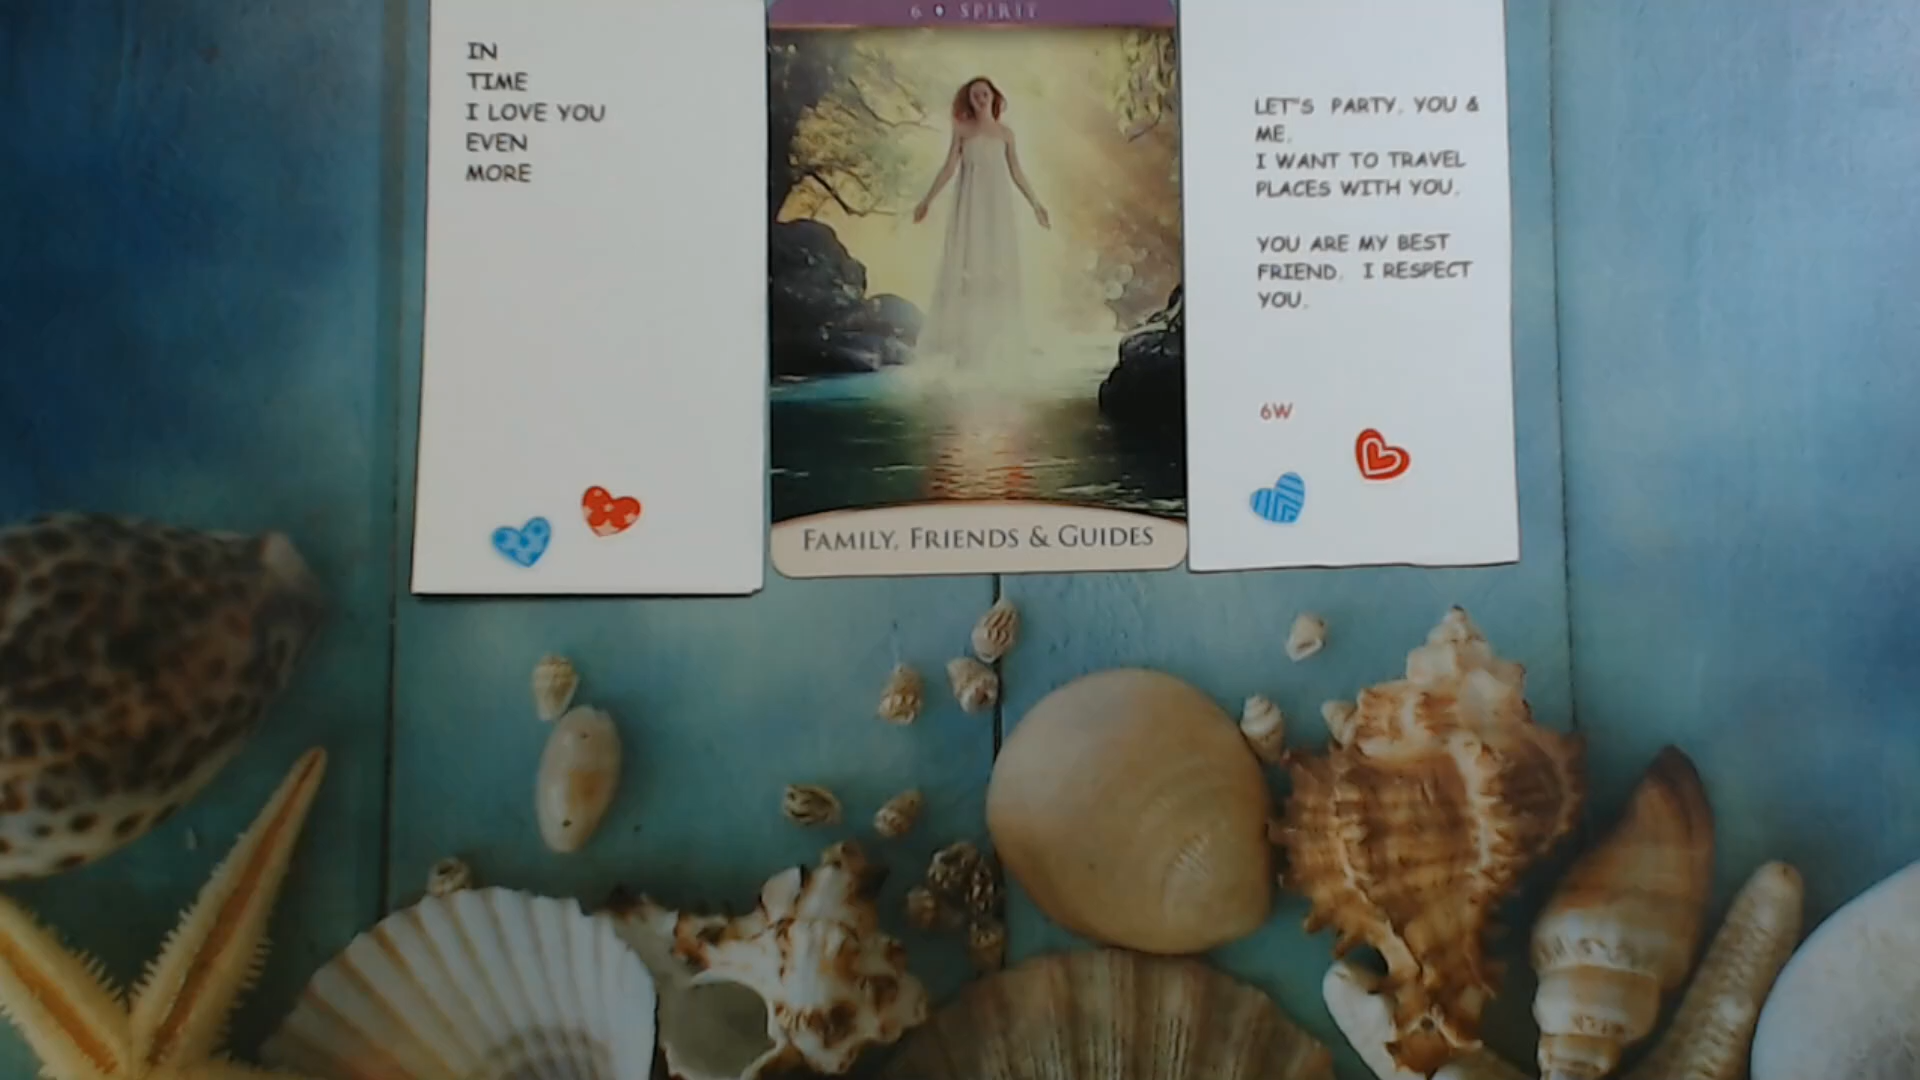 IN
TIME
I LOVE YOU
EVEN
MORE
6 • SPIRIT
FAMILY, FRIENDS & GUIDES
LET"S PARTY. YOU &
ME.
I WANT TO TRAVEL
PLACES WITH YOU.
YOU ARE MY BEST
FRIEND. I RESPECT
YOU.
6W